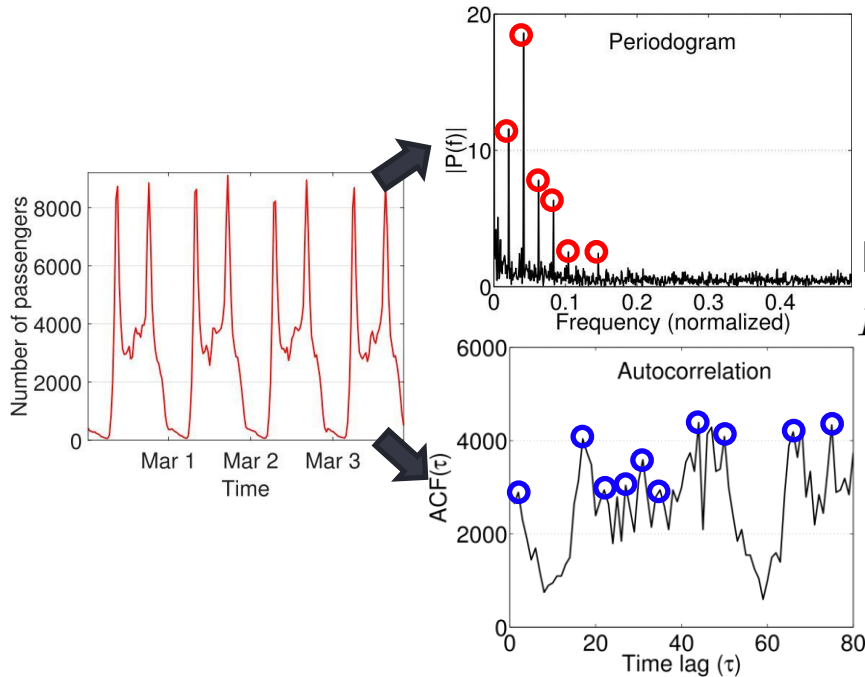 Number of passengers
8000
6000
4000
2000
0
Mar 1 Mar 2 Mar 3
Time
Periodogram
|P(f)|
20
10
0
0 0.1 0.2 0.3 0.4
Frequency (normalized)
Autocorrelation
ACF(τ)
6000
4000
2000
0
0 20 40 60 80
Time lag (τ)